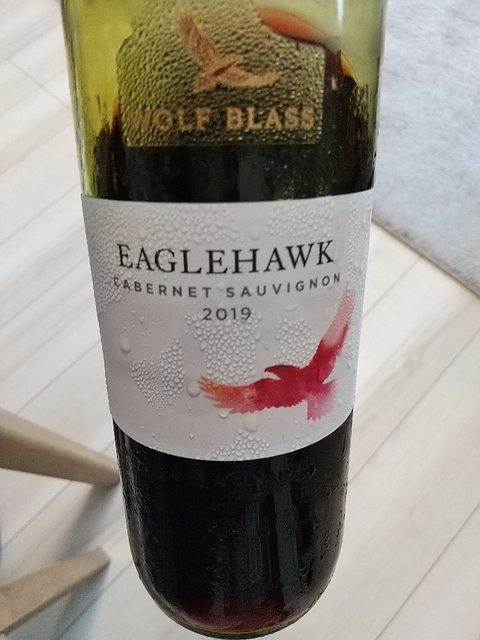 WOLF BLASS
EAGLEHAWK
CABERNET SAUVIGNON
2019